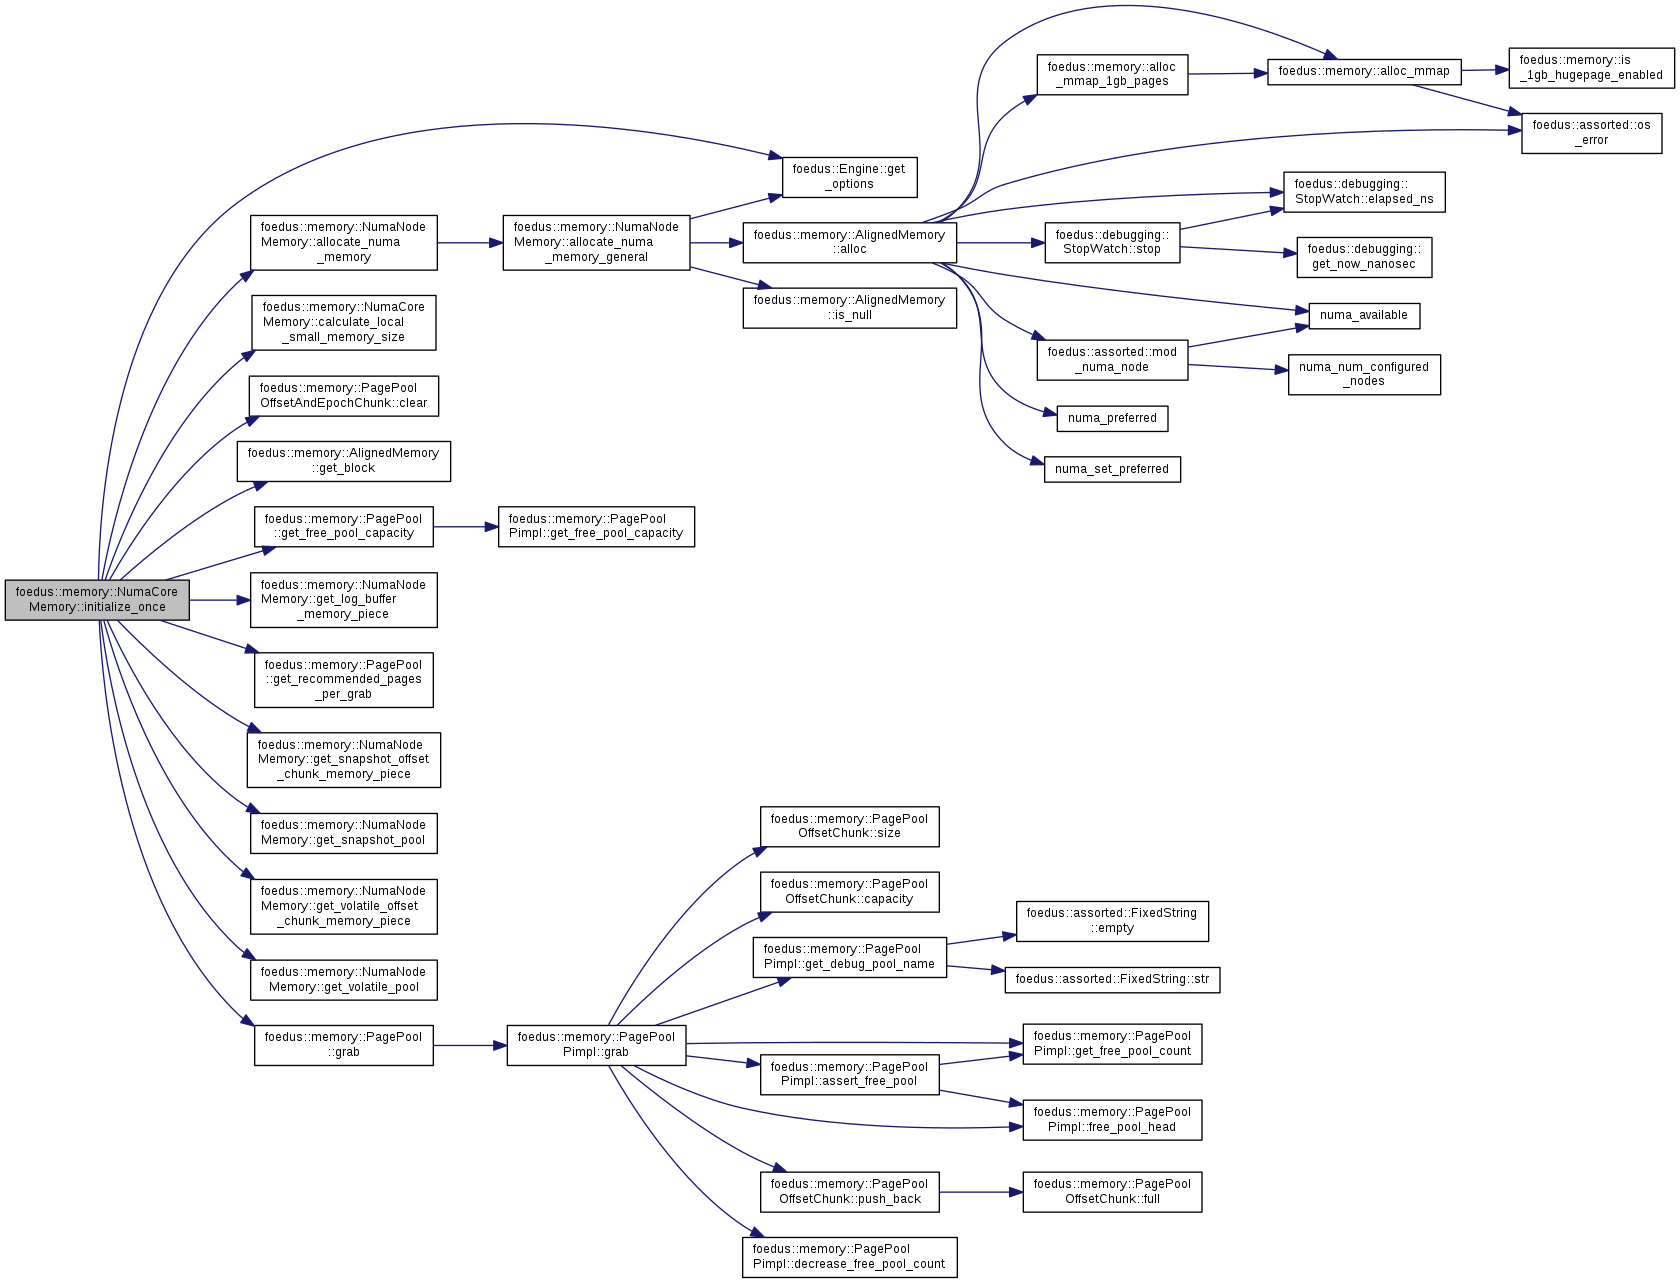 foedus::memory::NumaCore
Memory::initialize_once
foedus::Engine::get
_options
foedus::memory::NumaNode
Memory::allocate_numa
_memory
foedus::memory::NumaNode
Memory::allocate_numa
_memory_general
foedus::memory::AlignedMemory
::alloc
foedus::memory::AlignedMemory
::is_null
foedus::memory::alloc
_mmap_1gb_pages
foedus::memory::alloc_mmap
foedus::memory::is
_1gb_hugepage_enabled
foedus::assorted::os
_error
foedus::debugging::
StopWatch::elapsed_ns
foedus::debugging::
StopWatch::stop
foedus::debugging::
get_now_nanosec
numa_available
foedus::assorted::mod
_numa_node
numa_num_configured
_nodes
numa_preferred
numa_set_preferred
foedus::memory::NumaCore
Memory::calculate_local
_small_memory_size
foedus::memory::PagePool
OffsetAndEpochChunk::clear
foedus::memory::AlignedMemory
::get_block
foedus::memory::PagePool
::get_free_pool_capacity
foedus::memory::PagePool
Pimpl::get_free_pool_capacity
foedus::memory::NumaNode
Memory::get_log_buffer
_memory_piece
foedus::memory::PagePool
::get_recommended_pages
_per_grab
foedus::memory::NumaNode
Memory::get_snapshot_offset
_chunk_memory_piece
foedus::memory::NumaNode
Memory::get_snapshot_pool
foedus::memory::NumaNode
Memory::get_volatile_offset
_chunk_memory_piece
foedus::memory::NumaNode
Memory::get_volatile_pool
foedus::memory::PagePool
::grab
foedus::memory::PagePool
Pimpl::grab
foedus::memory::PagePool
OffsetChunk::size
foedus::memory::PagePool
OffsetChunk::capacity
foedus::memory::PagePool
Pimpl::get_debug_pool_name
foedus::assorted::FixedString
::empty
foedus::assorted::FixedString::str
foedus::memory::PagePool
Pimpl::get_free_pool_count
foedus::memory::PagePool
Pimpl::assert_free_pool
foedus::memory::PagePool
Pimpl::free_pool_head
foedus::memory::PagePool
OffsetChunk::push_back
foedus::memory::PagePool
OffsetChunk::full
foedus::memory::PagePool
Pimpl::decrease_free_pool_count